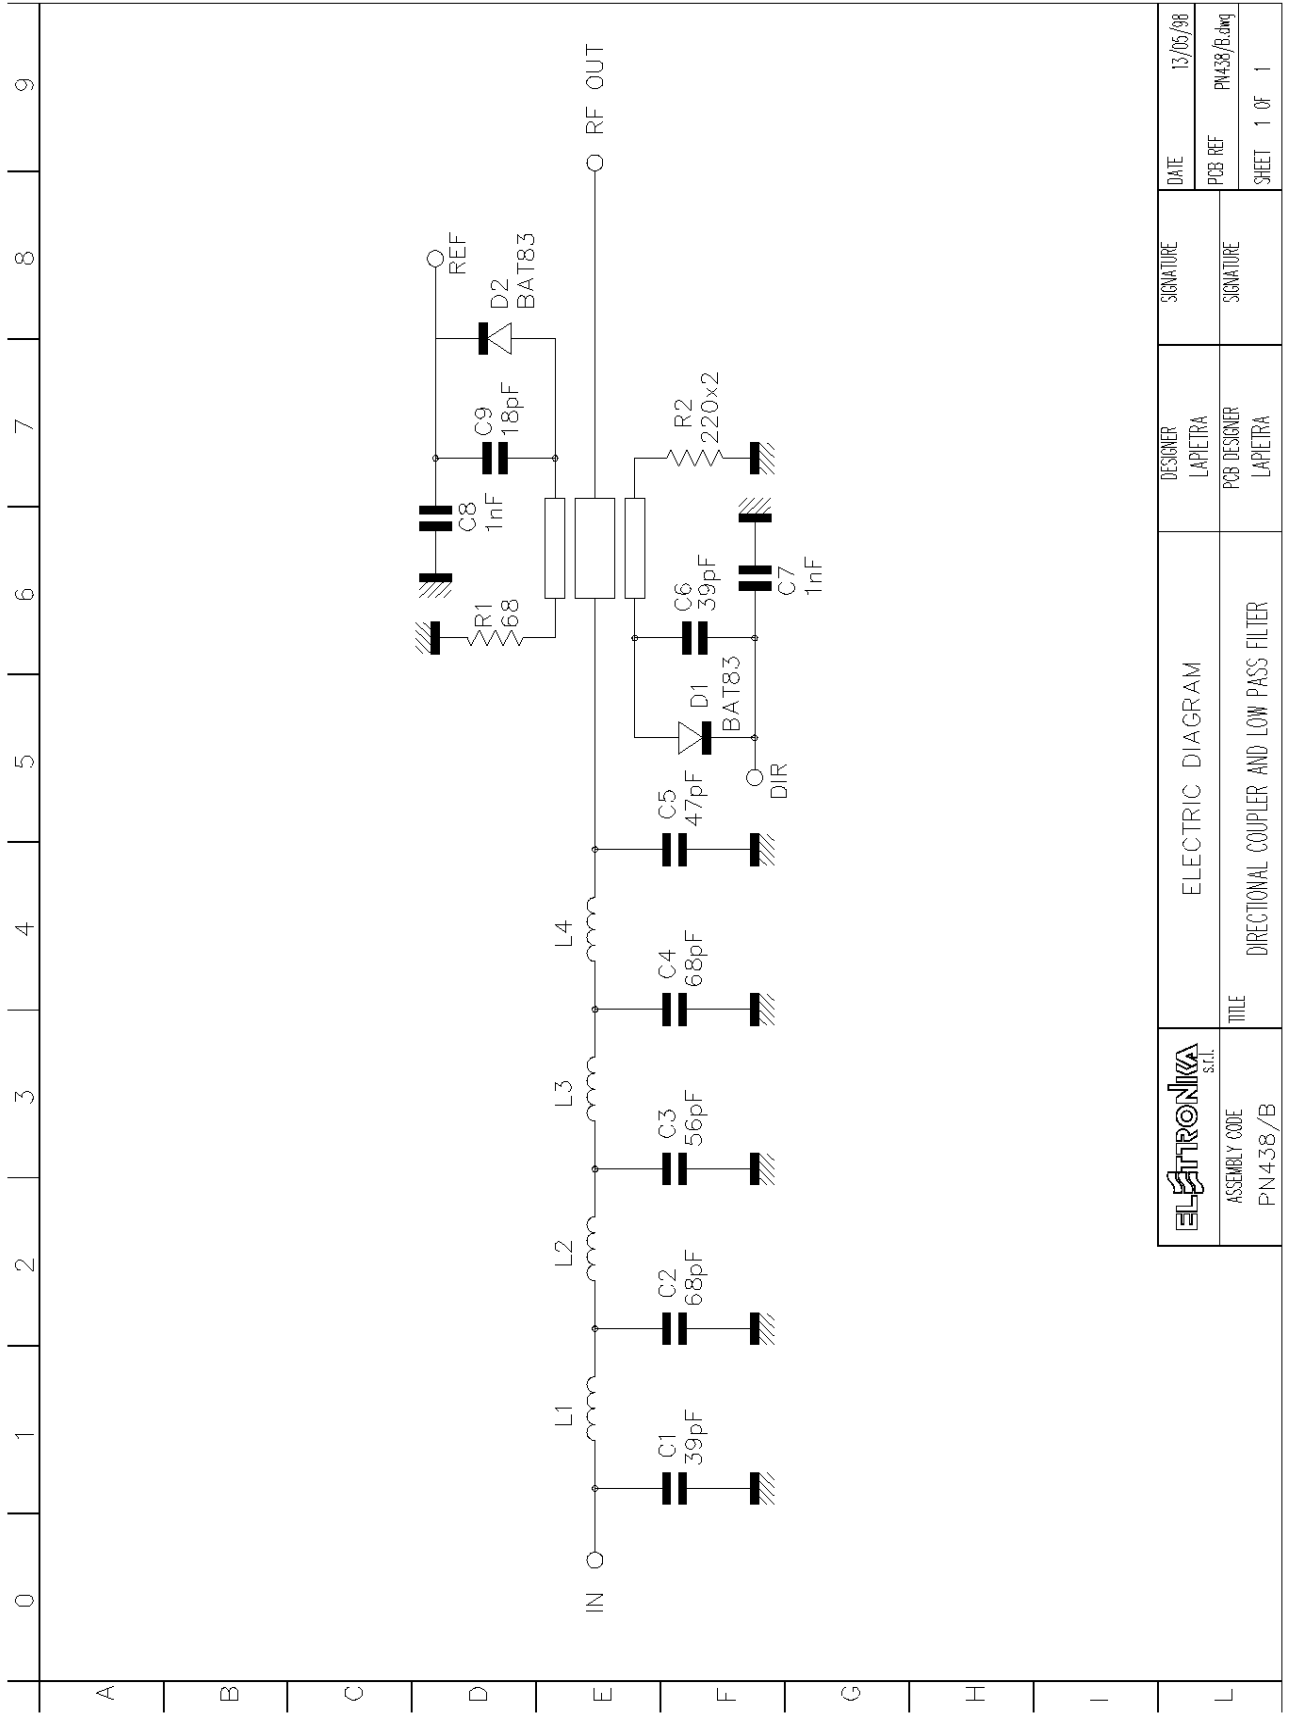 0 1 2 3 4 5 6 7 8 9
A
B
C
D
E
F
G
H
I
L
REF
D2
BAT83
C9
18pF
C8
1nF
R1
68
IN
L1
L2
L3
L4
RF OUT
C1
39pF
C2
68pF
C3
56pF
C4
68pF
C5
47pF
D1
BAT83
C6
39pF
R2
220x2
C7
1nF
DIR
ELETTRONIKA
s.r.l.
ASSEMBLY CODE
PN438/B
ELECTRIC DIAGRAM
TITLE
DIRECTIONAL COUPLER AND LOW PASS FILTER
DESIGNER
LAPIETRA
PCB DESIGNER
LAPIETRA
SIGNATURE
SIGNATURE
DATE 13/05/98
PCB REF PN438/B.dwg
SHEET 1 OF 1